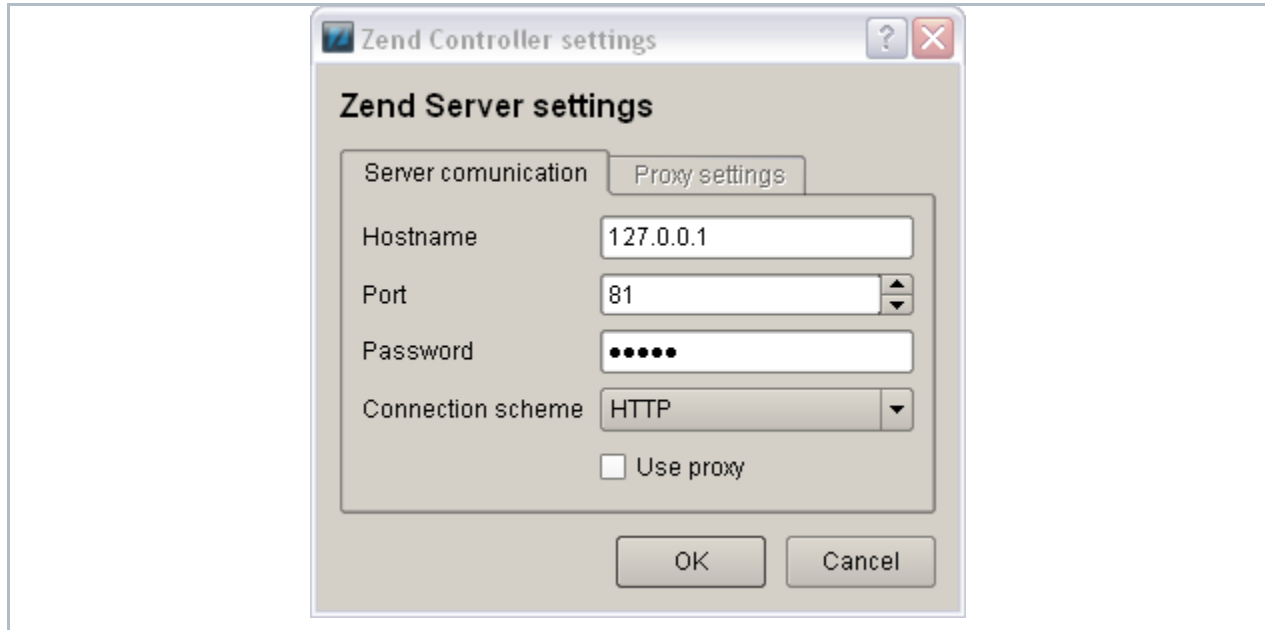 Zend Controller settings
Zend Server settings
Server comunication
Proxy settings
Hostname
127.0.0.1
Port
81
Password
•••••
Connection scheme
HTTP
Use proxy
OK
Cancel